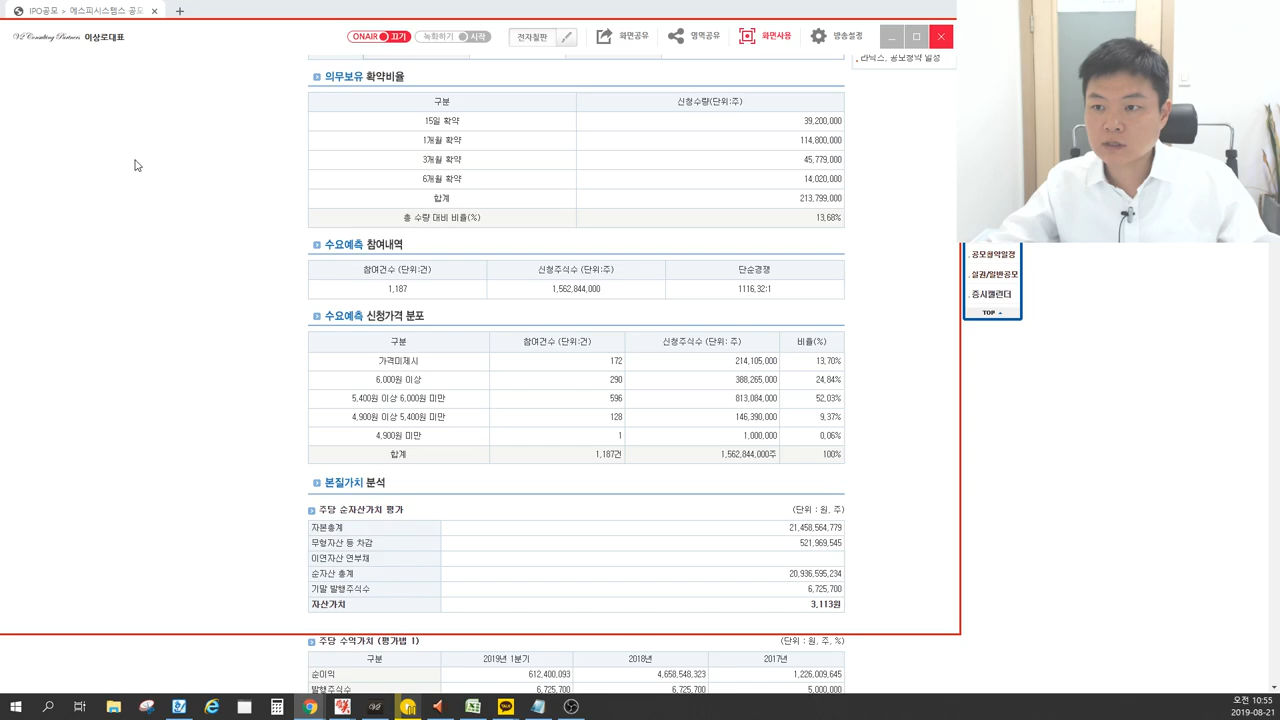 IPO공모 > 메스피시스템스 공모
V2 Consulting Partners 이상로대표
ONAIR 끄기
녹화하기 시작
전자칠판
화면공유
영역공유
화면사용
방송설정
. 라닉스, 공모청약 일정
의무보유 확약비율
구분 신청수량(단위:주)
15일 확약 39,200,000
1개월 확약 114,800,000
3개월 확약 45,779,000
6개월 확약 14,020,000
합계 213,799,000
총 수량 대비 비율(%) 13,68%
수요예측 참여내역
참여건수 (단위:건) 신청주식수 (단위:주) 단순경쟁
1,187 1,562,844,000 1116,32:1
. 공모청약일정
. 실권/일반공모
. 증시캘린더
TOP
수요예측 신청가격 분포
구분 참여건수 (단위:건) 신청주식수 (단위: 주) 비율(%)
가격미제시 172 214,105,000 13,70%
6,000원 이상 290 388,265,000 24,84%
5,400원 이상 6,000원 미만 596 813,084,000 52,03%
4,900원 이상 5,400원 미만 128 146,390,000 9,37%
4,900원 미만 1 1,000,000 0,06%
합계 1,187건 1,562,844,000주 100%
본질가치 분석
주당 순자산가치 평가 (단위 : 원, 주)
자본총계 21,458,564,779
무형자산 등 차감 521,969,545
이연자산 연부채
순자산 총계 20,936,595,234
기말 발행주식수 6,725,700
자산가치 3,113원
주당 수익가치 (평가법 1) (단위 : 원, 주, %)
구분 2019년 1분기 2018년 2017년
순이익 612,400,093 4,658,548,323 1,226,009,645
발행주식수 6,725,700 6,725,700 5,000,000
오전 10:55
2019-08-21